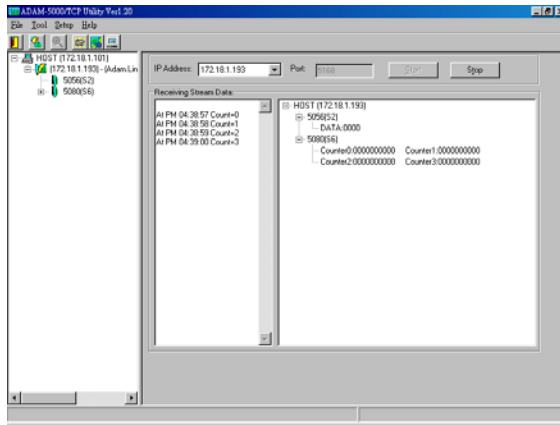 ADAM-5000/TCP Utility Ver1.20
File Tool Setup Help
HOST (172.18.1.101)
(172.18.1.193)-(Adam.Lin
5056(S2)
5080(S6)
IP Address: 172.18.1.193 Port: 5168 Start Stop
Receiving Stream Data:
At PM 04:38:57 Count=0
At PM 04:38:58 Count=1
At PM 04:38:59 Count=2
At PM 04:39:00 Count=3
HOST (172.18.1.193)
5056(S2)
DATA:0000
5080(S6)
Counter0:0000000000 Counter1:0000000000
Counter2:0000000000 Counter3:0000000000